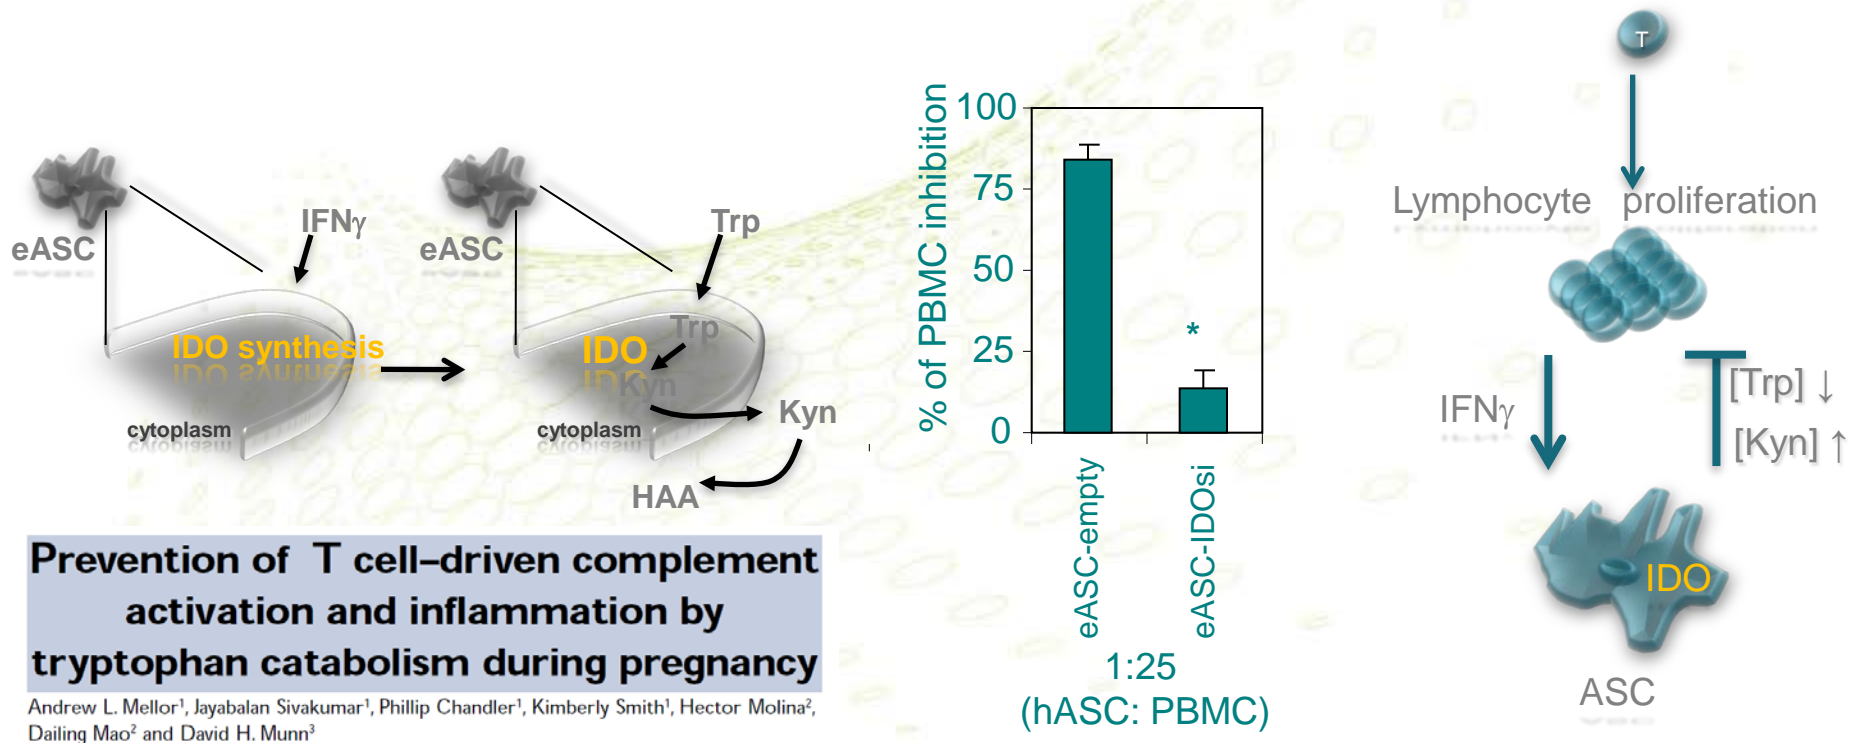 eASC
IFNγ
IDO synthesis
cytoplasm
eASC
Trp
Trp
IDO
Kyn
cytoplasm
Kyn
HAA
Prevention of T cell–driven complement
activation and inflammation by
tryptophan catabolism during pregnancy
Andrew L. Mellor¹, Jayabalan Sivakumar¹, Phillip Chandler¹, Kimberly Smith¹, Hector Molina²,
Dailing Mao² and David H. Munn³
% of PBMC inhibition
100
75
50
25
0
*
eASC-empty
eASC-IDOsi
1:25
(hASC: PBMC)
T
Lymphocyte proliferation
IFNγ
[Trp] ↓
[Kyn] ↑
IDO
ASC